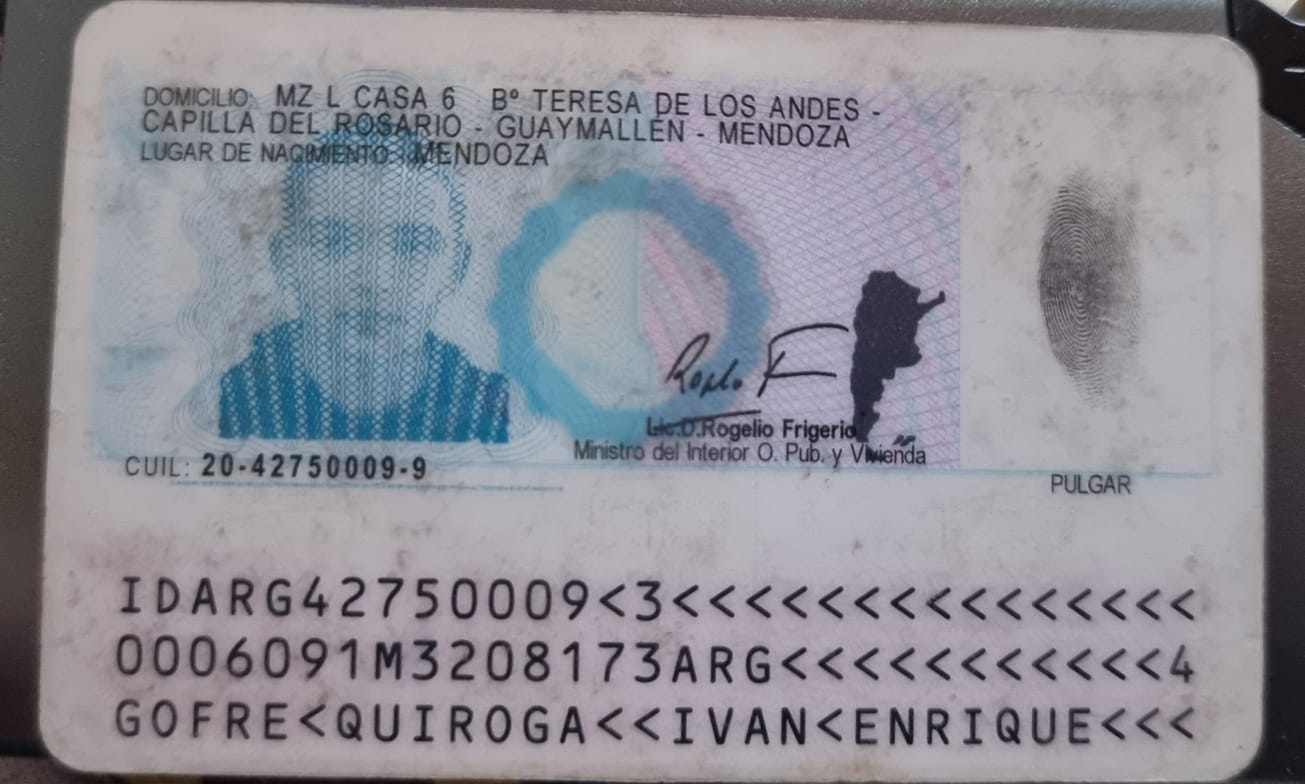 DOMICILIO: MZ L CASA 6 Bº TERESA DE LOS ANDES -
CAPILLA DEL ROSARIO - GUAYMALLÉN - MENDOZA
LUGAR DE NACIMIENTO: MENDOZA
Lic.D.Rogelio Frigerio
Ministro del Interior O. Pub. y Vivienda
CUIL: 20-42750009-9
PULGAR
IDARG42750009<3<<<<<<<<<<<<<<<
0006091M3208173ARG<<<<<<<<<<<4
GOFRE<QUIROGA<<IVAN<ENRIQUE<<<